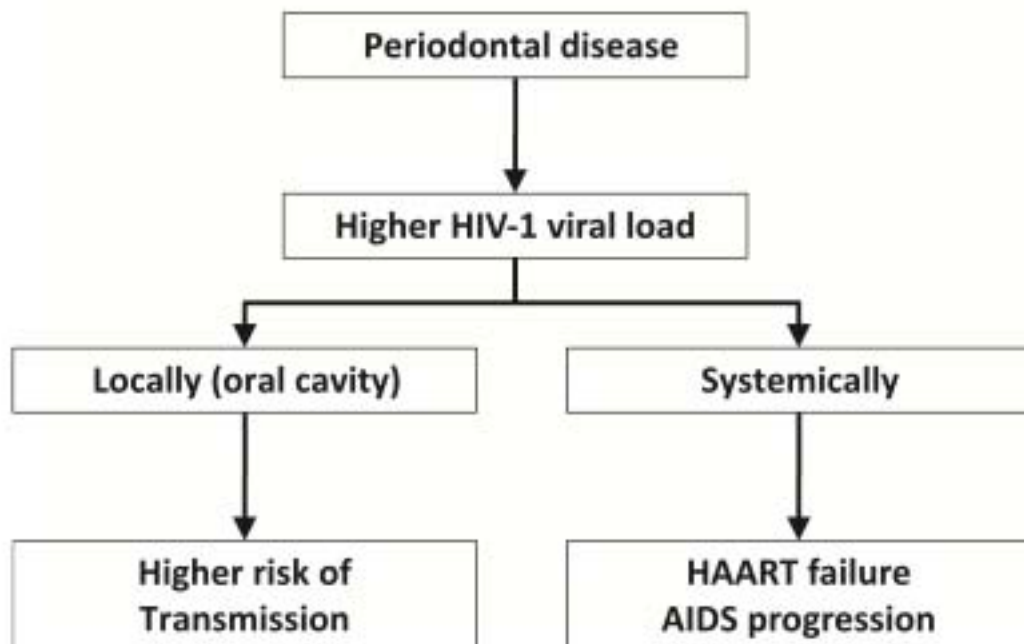 Periodontal disease
Higher HIV-1 viral load
Locally (oral cavity)
Systemically
Higher risk of
Transmission
HAART failure
AIDS progression